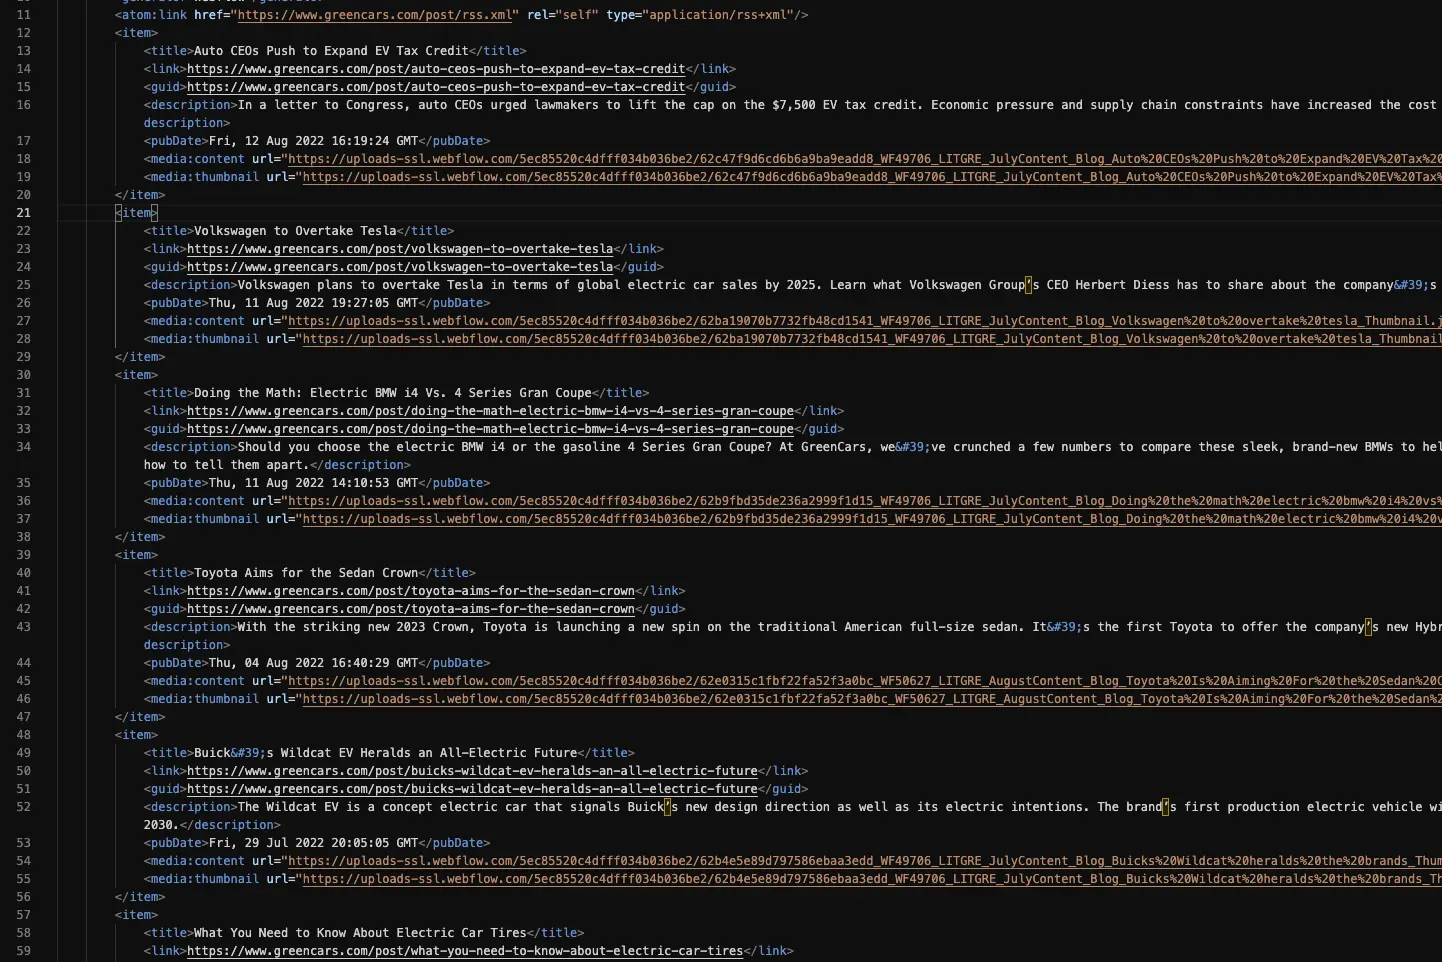 11 <atom:link href="https://www.greencars.com/post/rss.xml" rel="self" type="application/rss+xml"/>
12 <item>
13 <title>Auto CEOs Push to Expand EV Tax Credit</title>
14 <link>https://www.greencars.com/post/auto-ceos-push-to-expand-ev-tax-credit</link>
15 <guid>https://www.greencars.com/post/auto-ceos-push-to-expand-ev-tax-credit</guid>
16 <description>In a letter to Congress, auto CEOs urged lawmakers to lift the cap on the $7,500 EV tax credit. Economic pressure and supply chain constraints have increased the cost
description>
17 <pubDate>Fri, 12 Aug 2022 16:19:24 GMT</pubDate>
18 <media:content url="https://uploads-ssl.webflow.com/5ec85520c4dfff034b036be2/62c47f9d6cd6b6a9ba9eadd8_WF49706_LITGRE_JulyContent_Blog_Auto%20CEOs%20Push%20to%20Expand%20EV%20Tax%20
19 <media:thumbnail url="https://uploads-ssl.webflow.com/5ec85520c4dfff034b036be2/62c47f9d6cd6b6a9ba9eadd8_WF49706_LITGRE_JulyContent_Blog_Auto%20CEOs%20Push%20to%20Expand%20EV%20Tax%
20 </item>
21 <item>
22 <title>Volkswagen to Overtake Tesla</title>
23 <link>https://www.greencars.com/post/volkswagen-to-overtake-tesla</link>
24 <guid>https://www.greencars.com/post/volkswagen-to-overtake-tesla</guid>
25 <description>Volkswagen plans to overtake Tesla in terms of global electric car sales by 2025. Learn what Volkswagen Group’s CEO Herbert Diess has to share about the company&#39;s
26 <pubDate>Thu, 11 Aug 2022 19:27:05 GMT</pubDate>
27 <media:content url="https://uploads-ssl.webflow.com/5ec85520c4dfff034b036be2/62ba19070b7732fb48cd1541_WF49706_LITGRE_JulyContent_Blog_Volkswagen%20to%20overtake%20tesla_Thumbnail.j
28 <media:thumbnail url="https://uploads-ssl.webflow.com/5ec85520c4dfff034b036be2/62ba19070b7732fb48cd1541_WF49706_LITGRE_JulyContent_Blog_Volkswagen%20to%20overtake%20tesla_Thumbnail
29 </item>
30 <item>
31 <title>Doing the Math: Electric BMW i4 Vs. 4 Series Gran Coupe</title>
32 <link>https://www.greencars.com/post/doing-the-math-electric-bmw-i4-vs-4-series-gran-coupe</link>
33 <guid>https://www.greencars.com/post/doing-the-math-electric-bmw-i4-vs-4-series-gran-coupe</guid>
34 <description>Should you choose the electric BMW i4 or the gasoline 4 Series Gran Coupe? At GreenCars, we&#39;ve crunched a few numbers to compare these sleek, brand-new BMWs to hel
how to tell them apart.</description>
35 <pubDate>Thu, 11 Aug 2022 14:10:53 GMT</pubDate>
36 <media:content url="https://uploads-ssl.webflow.com/5ec85520c4dfff034b036be2/62b9fbd35de236a2999f1d15_WF49706_LITGRE_JulyContent_Blog_Doing%20the%20math%20electric%20bmw%20i4%20vs%
37 <media:thumbnail url="https://uploads-ssl.webflow.com/5ec85520c4dfff034b036be2/62b9fbd35de236a2999f1d15_WF49706_LITGRE_JulyContent_Blog_Doing%20the%20math%20electric%20bmw%20i4%20v
38 </item>
39 <item>
40 <title>Toyota Aims for the Sedan Crown</title>
41 <link>https://www.greencars.com/post/toyota-aims-for-the-sedan-crown</link>
42 <guid>https://www.greencars.com/post/toyota-aims-for-the-sedan-crown</guid>
43 <description>With the striking new 2023 Crown, Toyota is launching a new spin on the traditional American full-size sedan. It&#39;s the first Toyota to offer the company’s new Hybr
description>
44 <pubDate>Thu, 04 Aug 2022 16:40:29 GMT</pubDate>
45 <media:content url="https://uploads-ssl.webflow.com/5ec85520c4dfff034b036be2/62e0315c1fbf22fa52f3a0bc_WF50627_LITGRE_AugustContent_Blog_Toyota%20Is%20Aiming%20For%20the%20Sedan%20C
46 <media:thumbnail url="https://uploads-ssl.webflow.com/5ec85520c4dfff034b036be2/62e0315c1fbf22fa52f3a0bc_WF50627_LITGRE_AugustContent_Blog_Toyota%20Is%20Aiming%20For%20the%20Sedan%
47 </item>
48 <item>
49 <title>Buick&#39;s Wildcat EV Heralds an All-Electric Future</title>
50 <link>https://www.greencars.com/post/buicks-wildcat-ev-heralds-an-all-electric-future</link>
51 <guid>https://www.greencars.com/post/buicks-wildcat-ev-heralds-an-all-electric-future</guid>
52 <description>The Wildcat EV is a concept electric car that signals Buick’s new design direction as well as its electric intentions. The brand’s first production electric vehicle wi
2030.</description>
53 <pubDate>Fri, 29 Jul 2022 20:05:05 GMT</pubDate>
54 <media:content url="https://uploads-ssl.webflow.com/5ec85520c4dfff034b036be2/62b4e5e89d797586ebaa3edd_WF49706_LITGRE_JulyContent_Blog_Buicks%20Wildcat%20heralds%20the%20brands_Thum
55 <media:thumbnail url="https://uploads-ssl.webflow.com/5ec85520c4dfff034b036be2/62b4e5e89d797586ebaa3edd_WF49706_LITGRE_JulyContent_Blog_Buicks%20Wildcat%20heralds%20the%20brands_Th
56 </item>
57 <item>
58 <title>What You Need to Know About Electric Car Tires</title>
59 <link>https://www.greencars.com/post/what-you-need-to-know-about-electric-car-tires</link>